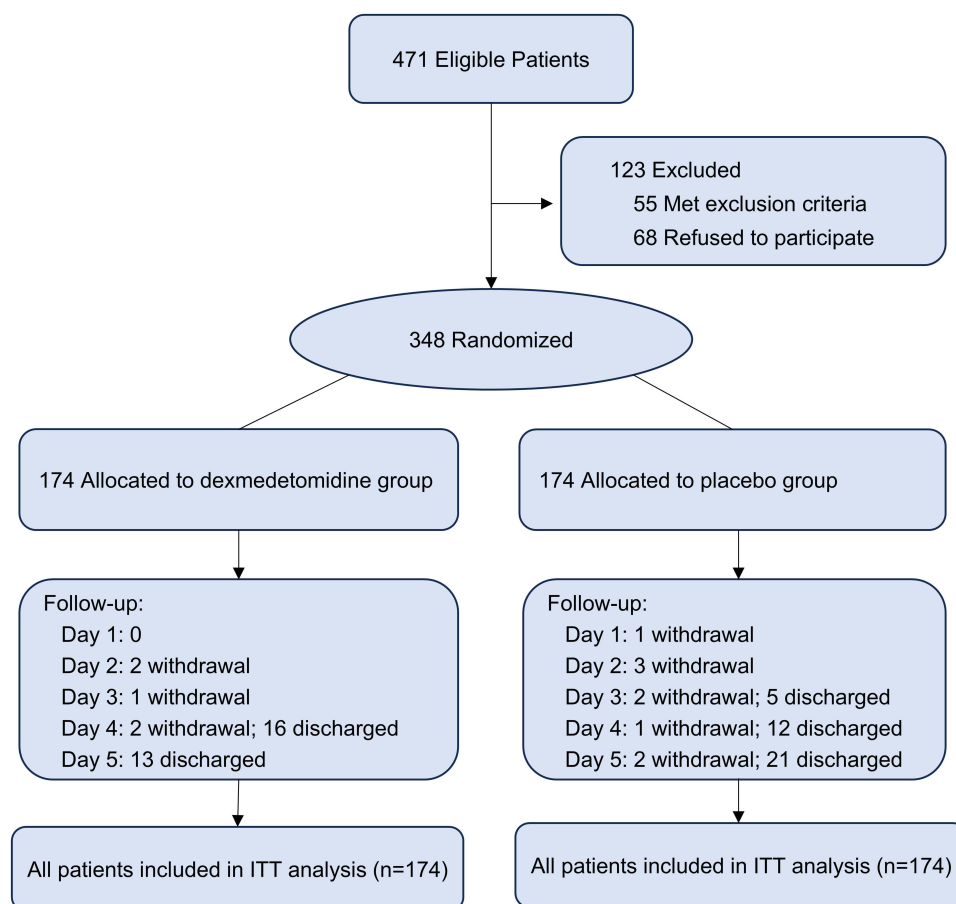 471 Eligible Patients
123 Excluded
55 Met exclusion criteria
68 Refused to participate
348 Randomized
174 Allocated to dexmedetomidine group
174 Allocated to placebo group
Follow-up:
Day 1: 0
Day 2: 2 withdrawal
Day 3: 1 withdrawal
Day 4: 2 withdrawal; 16 discharged
Day 5: 13 discharged
Follow-up:
Day 1: 1 withdrawal
Day 2: 3 withdrawal
Day 3: 2 withdrawal; 5 discharged
Day 4: 1 withdrawal; 12 discharged
Day 5: 2 withdrawal; 21 discharged
All patients included in ITT analysis (n=174)
All patients included in ITT analysis (n=174)